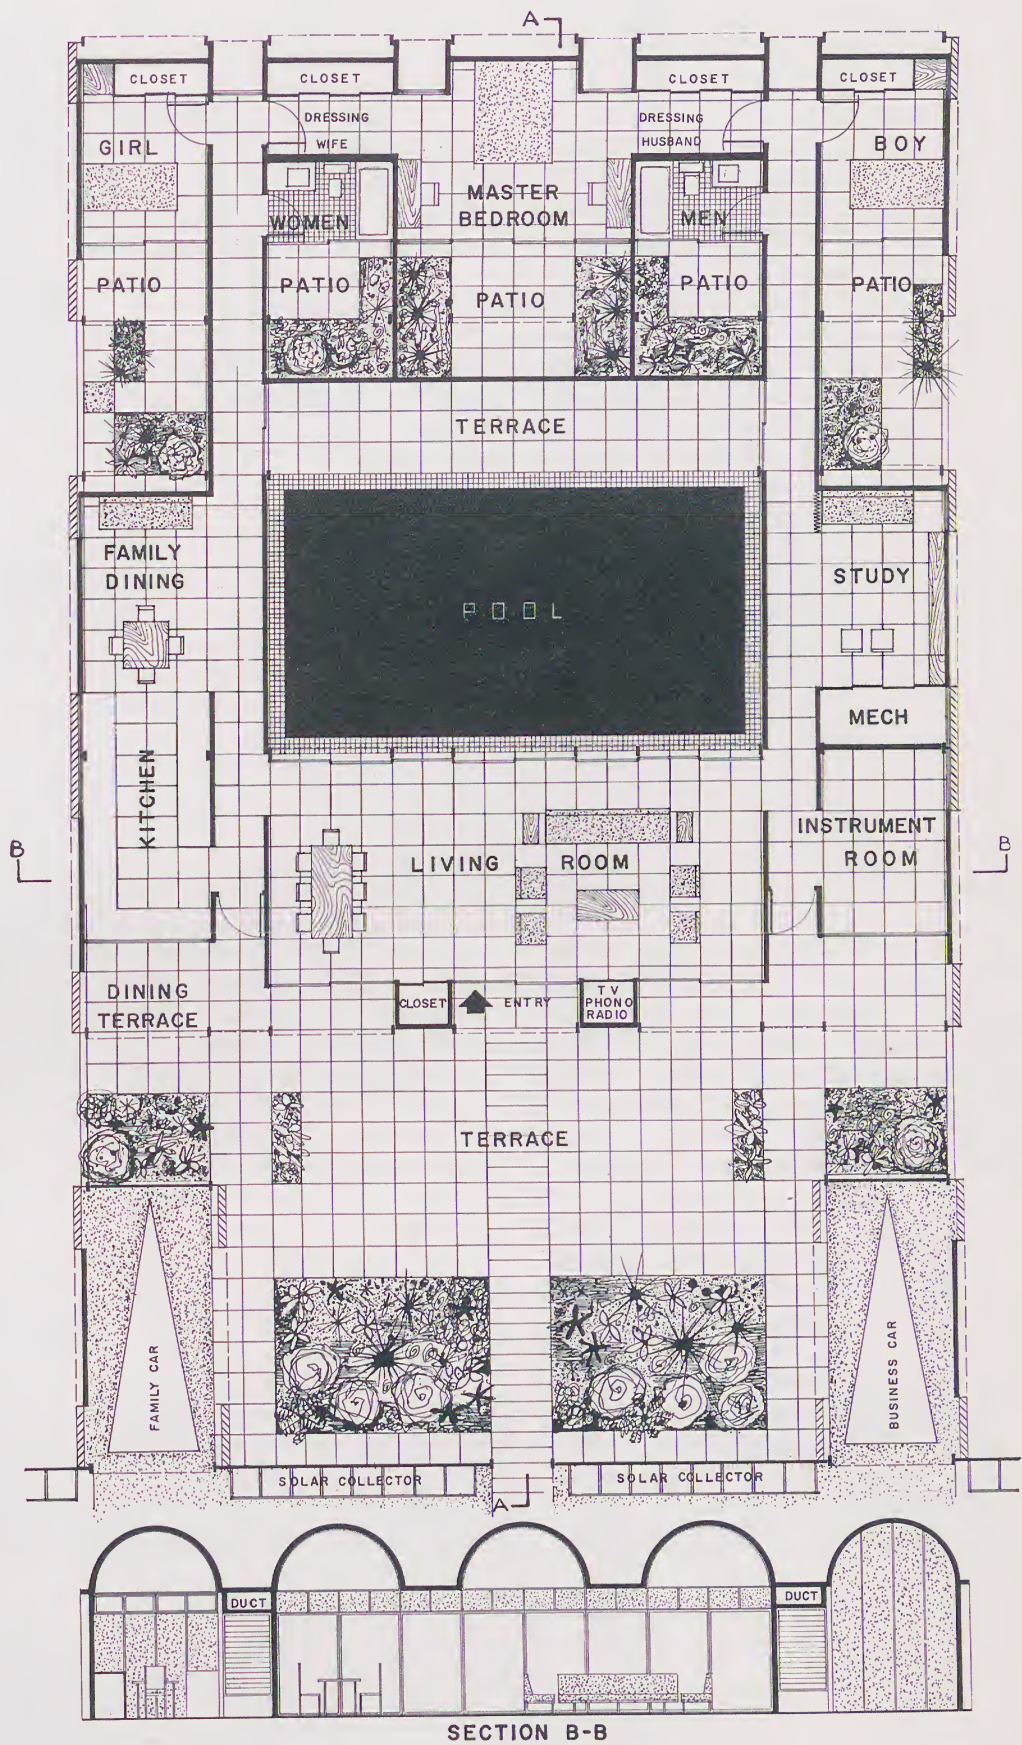 A
CLOSET
CLOSET
CLOSET
CLOSET
DRESSING
WIFE
DRESSING
HUSBAND
GIRL
BOY
MASTER
BEDROOM
WOMEN
MEN
PATIO
PATIO
PATIO
PATIO
PATIO
TERRACE
FAMILY
DINING
POOL
STUDY
MECH
KITCHEN
INSTRUMENT
ROOM
B
B
LIVING ROOM
DINING
TERRACE
CLOSET
ENTRY
TV
PHONO
RADIO
TERRACE
FAMILY CAR
BUSINESS CAR
SOLAR COLLECTOR
SOLAR COLLECTOR
A
DUCT
DUCT
SECTION B-B